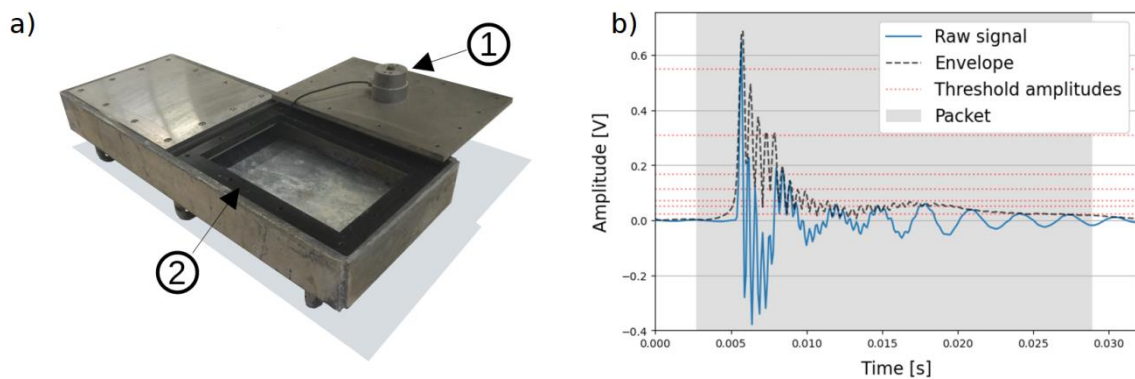 a)
1
2
b)
Amplitude [V]
0.6
0.4
0.2
0.0
−0.2
−0.4
Raw signal
Envelope
Threshold amplitudes
Packet
0.000 0.005 0.010 0.015 0.020 0.025 0.030
Time [s]